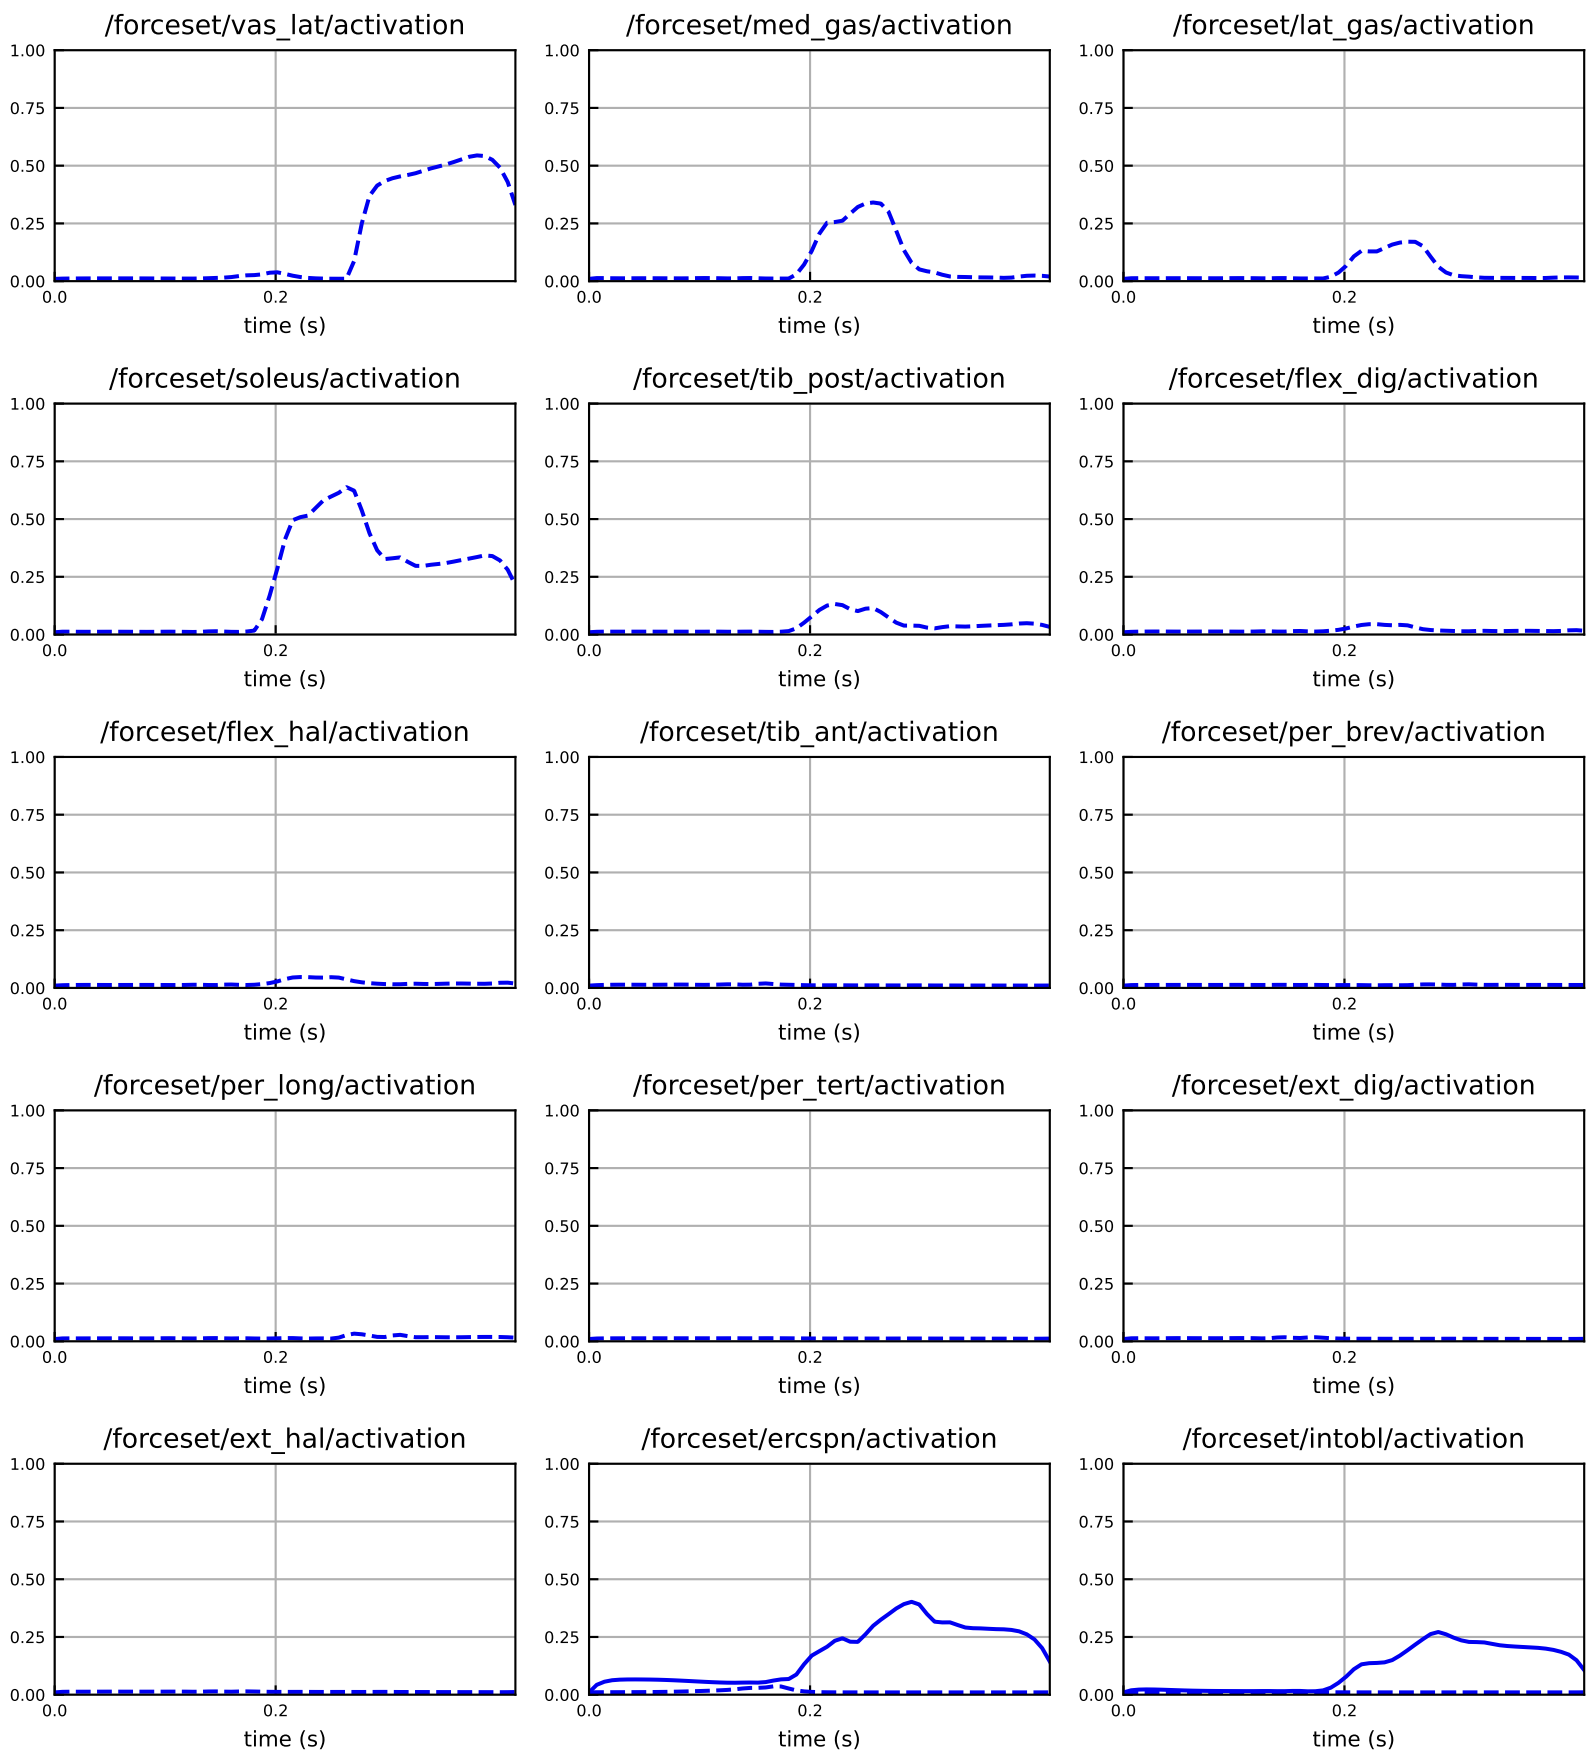 /forceset/vas_lat/activation /forceset/med_gas/activation /forceset/lat_gas/activation
1.00 1.00 1.00
0.75 0.75 0.75
0.50 0.50 0.50
0.25 0.25 0.25
0.00 0.00 0.00
0.0 0.2 0.0 0.2 0.0 0.2
time (s) time (s) time (s)
/forceset/soleus/activation /forceset/tib_post/activation /forceset/flex_dig/activation
1.00 1.00 1.00
0.75 0.75 0.75
0.50 0.50 0.50
0.25 0.25 0.25
0.00 0.00 0.00
0.0 0.2 0.0 0.2 0.0 0.2
time (s) time (s) time (s)
/forceset/flex_hal/activation /forceset/tib_ant/activation /forceset/per_brev/activation
1.00 1.00 1.00
0.75 0.75 0.75
0.50 0.50 0.50
0.25 0.25 0.25
0.00 0.00 0.00
0.0 0.2 0.0 0.2 0.0 0.2
time (s) time (s) time (s)
/forceset/per_long/activation /forceset/per_tert/activation /forceset/ext_dig/activation
1.00 1.00 1.00
0.75 0.75 0.75
0.50 0.50 0.50
0.25 0.25 0.25
0.00 0.00 0.00
0.0 0.2 0.0 0.2 0.0 0.2
time (s) time (s) time (s)
/forceset/ext_hal/activation /forceset/ercspn/activation /forceset/intobl/activation
1.00 1.00 1.00
0.75 0.75 0.75
0.50 0.50 0.50
0.25 0.25 0.25
0.00 0.00 0.00
0.0 0.2 0.0 0.2 0.0 0.2
time (s) time (s) time (s)